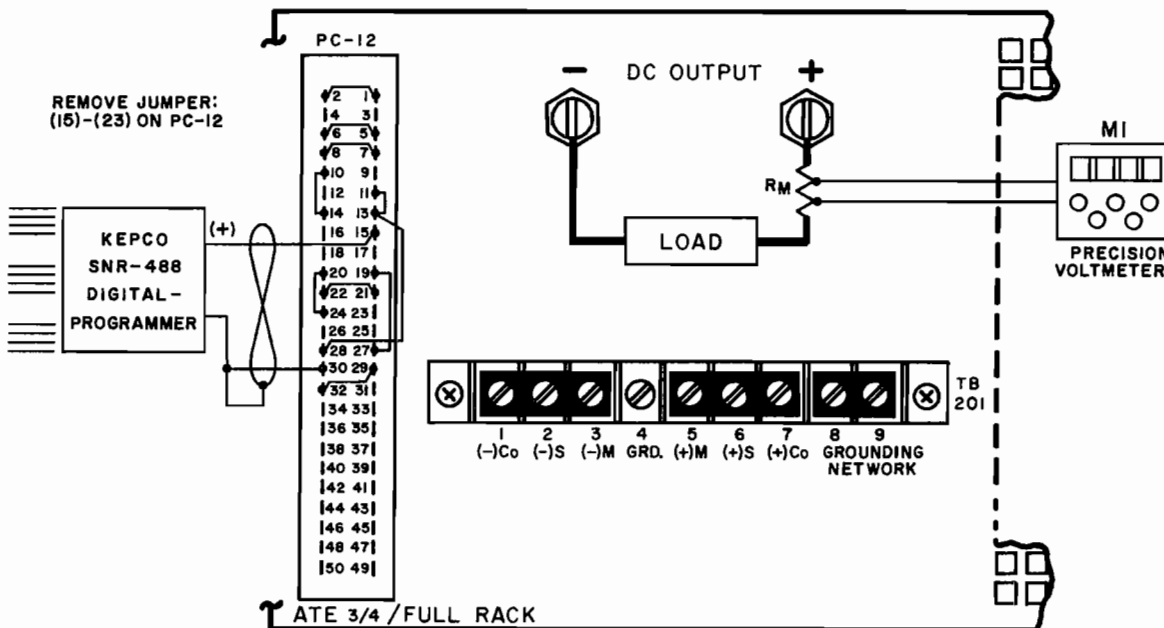 PC-12
REMOVE JUMPER:
(15)-(23) ON PC-12
KEPCO
SNR-488
DIGITAL-
PROGRAMMER
(+)
2 1
4 3
6 5
8 7
10 9
12 11
14 13
16 15
18 17
20 19
22 21
24 23
26 25
28 27
30 29
32 31
34 33
36 35
38 37
40 39
42 41
44 43
46 45
48 47
50 49
− DC OUTPUT +
RM
LOAD
M1
PRECISION
VOLTMETER
TB
201
1 2 3 4 5 6 7 8 9
(-)Co (-)S (-)M GRD. (+)M (+)S (+)Co GROUNDING
NETWORK
ATE 3/4 / FULL RACK